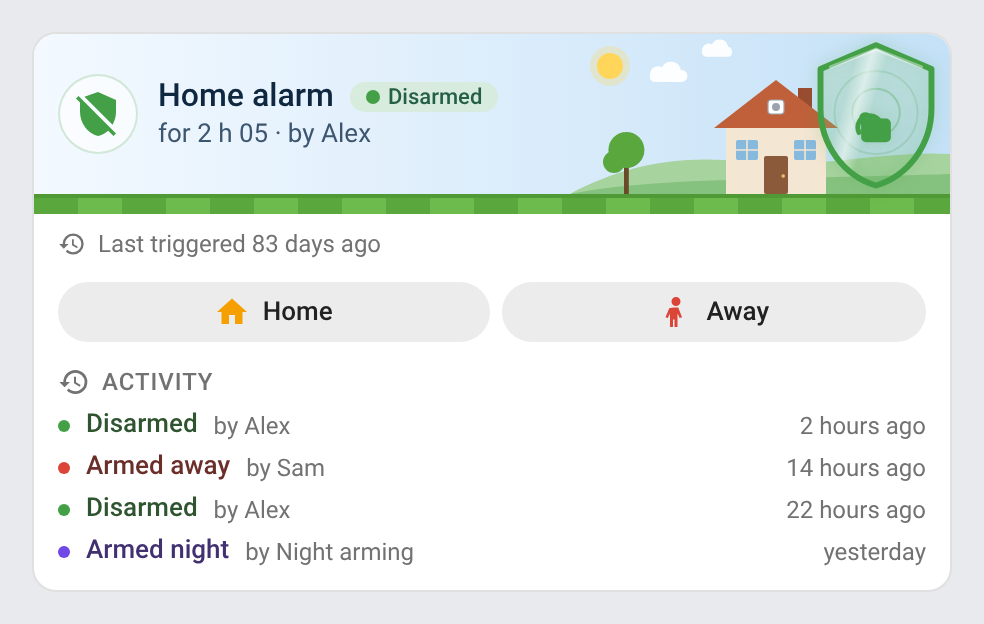 Home alarm Disarmed
for 2 h 05 · by Alex
Last triggered 83 days ago
Home Away
ACTIVITY
Disarmed by Alex 2 hours ago
Armed away by Sam 14 hours ago
Disarmed by Alex 22 hours ago
Armed night by Night arming yesterday